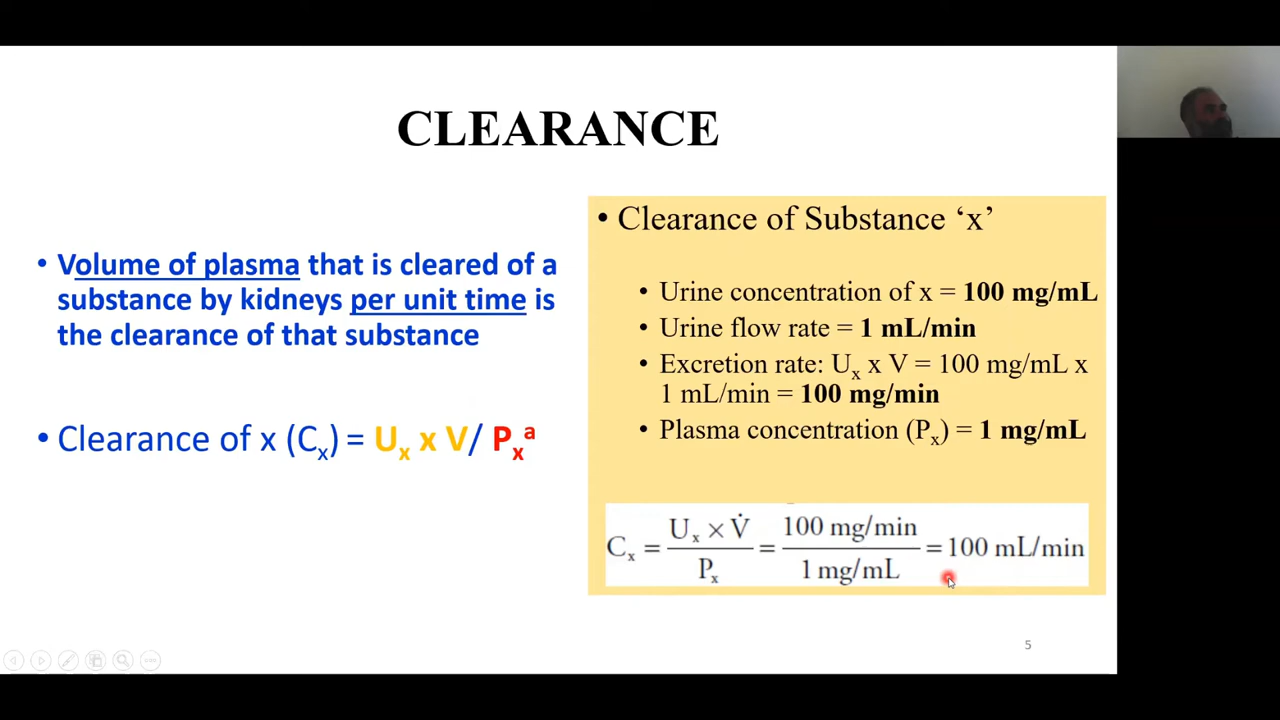 CLEARANCE
• Volume of plasma that is cleared of a
substance by kidneys per unit time is
the clearance of that substance
• Clearance of x (Cₓ) = Uₓ x V/ Pₓᵃ
• Clearance of Substance ‘x’
• Urine concentration of x = 100 mg/mL
• Urine flow rate = 1 mL/min
• Excretion rate: Uₓ x V = 100 mg/mL x
1 mL/min = 100 mg/min
• Plasma concentration (Pₓ) = 1 mg/mL
Cₓ = Uₓ × V̇ / Pₓ = 100 mg/min / 1 mg/mL = 100 mL/min
5